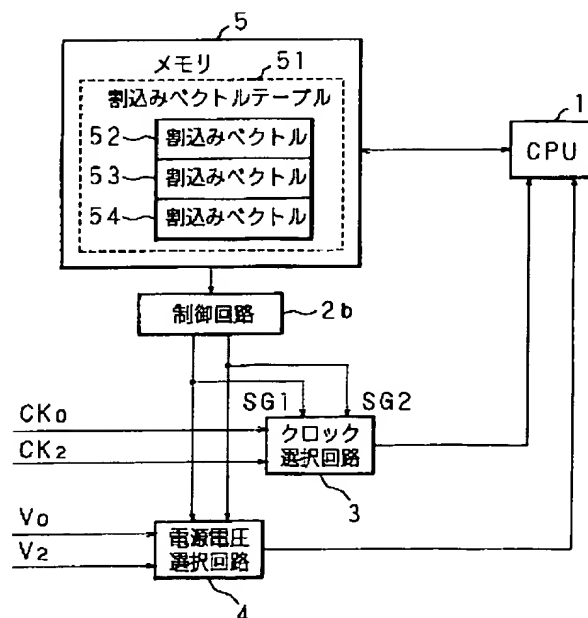 5
メモリ
51
割込みベクトルテーブル
52
割込みベクトル
53
割込みベクトル
54
割込みベクトル
1
CPU
制御回路
2b
SG1
SG2
CK0
CK2
クロック
選択回路
3
V0
V2
電源電圧
選択回路
4